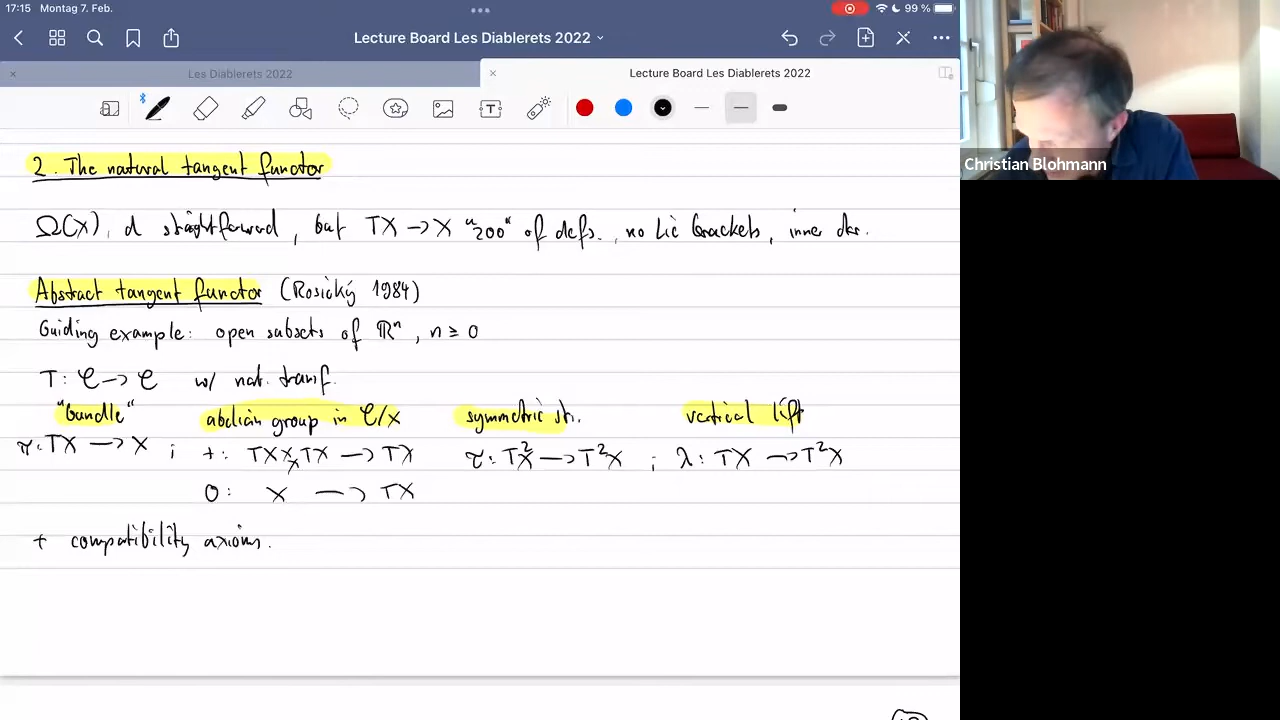 17:15 Montag 7. Feb.
99 %
Lecture Board Les Diablerets 2022
Les Diablerets 2022
Lecture Board Les Diablerets 2022
Christian Blohmann
2. The natural tangent functor
Ω(X), d straightforward, but TX → X "200" of defs., no Lie brackets, inner der.
Abstract tangent functor (Rosický 1984)
Guiding example: open subsets of ℝⁿ, n ≥ 0
T: C → C w/ nat. transf.
"bundle" abelian group in C/X symmetric str. vertical lift
π: TX → X ; +: TX ×_X TX → TX τ: T²X → T²X ; λ: TX → T²X
0: X → TX
+ compatibility axioms.